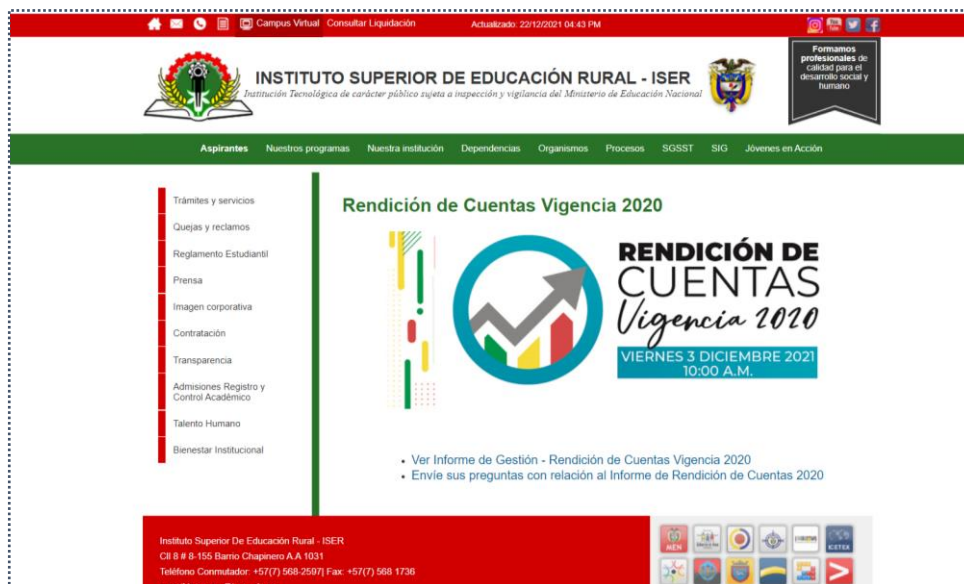 Campus Virtual Consultar Liquidación
Actualizado: 22/12/2021 04:43 PM
INSTITUTO SUPERIOR DE EDUCACIÓN RURAL - ISER
Institución Tecnológica de carácter público sujeta a inspección y vigilancia del Ministerio de Educación Nacional
Formamos
profesionales de
calidad para el
desarrollo social y
humano
Aspirantes Nuestros programas Nuestra institución Dependencias Organismos Procesos SGSST SIG Jóvenes en Acción
Trámites y servicios
Quejas y reclamos
Reglamento Estudiantil
Prensa
Imagen corporativa
Contratación
Transparencia
Admisiones Registro y
Control Académico
Talento Humano
Bienestar Institucional
Rendición de Cuentas Vigencia 2020
RENDICIÓN DE
CUENTAS
Vigencia 2020
VIERNES 3 DICIEMBRE 2021
10:00 A.M.
Ver Informe de Gestión - Rendición de Cuentas Vigencia 2020
Envíe sus preguntas con relación al Informe de Rendición de Cuentas 2020
Instituto Superior De Educación Rural - ISER
Cll 8 # 8-155 Barrio Chapinero A.A 1031
Teléfono Conmutador: +57(7) 568-2597| Fax: +57(7) 568 1736
MEN
ICETEX